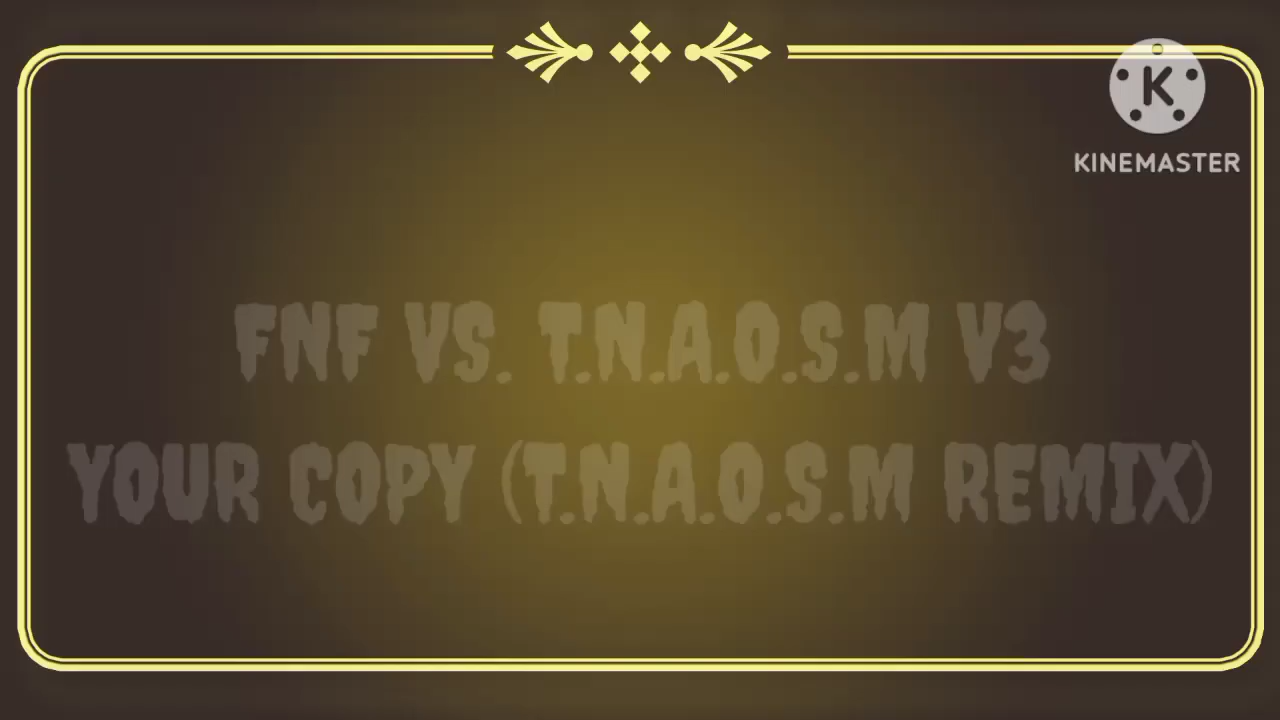 K
KINEMASTER
FNF VS. T.N.A.O.S.M V3
YOUR COPY (T.N.A.O.S.M REMIX)